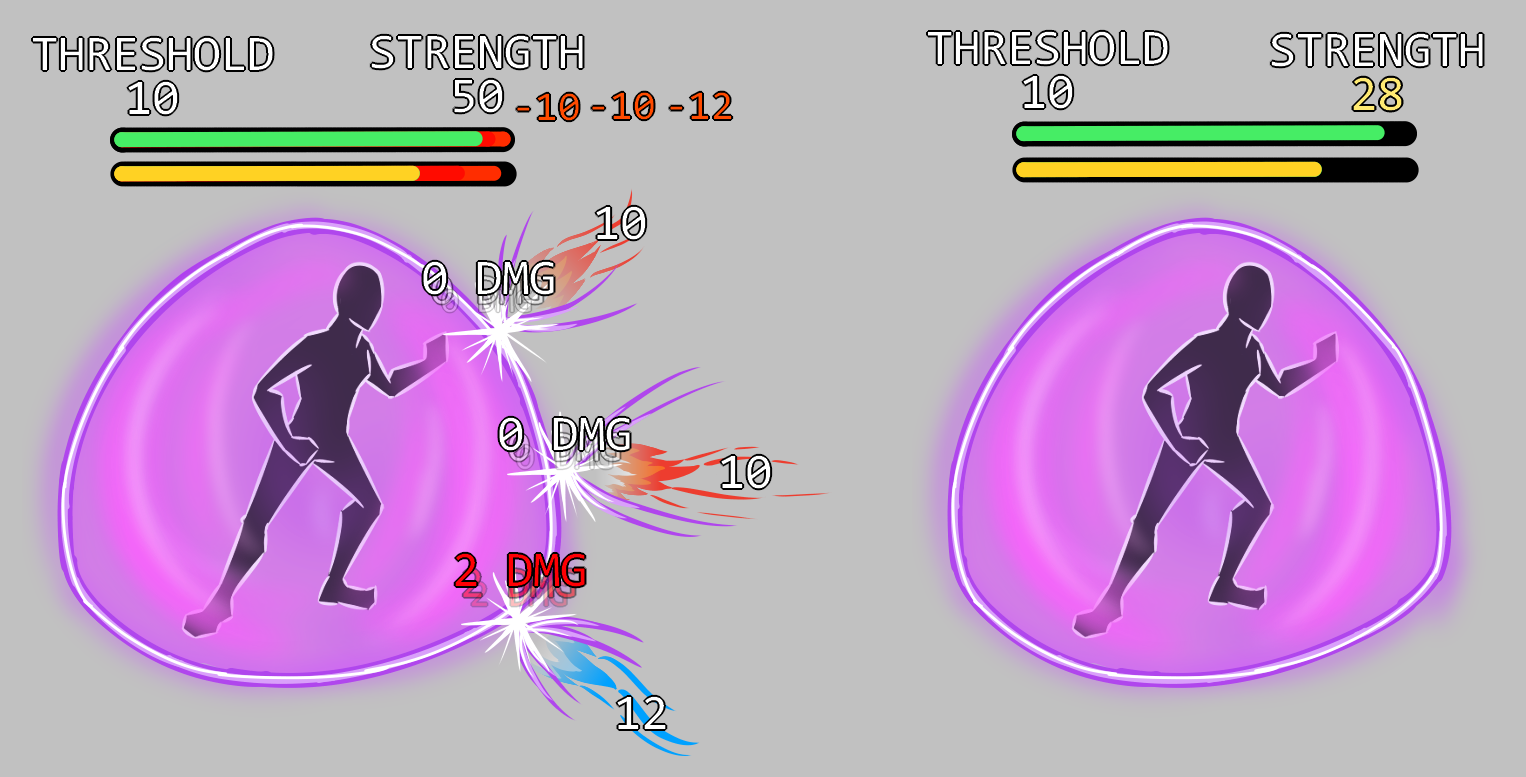 THRESHOLD
10
STRENGTH
50 -10 -10 -12
10
0 DMG
0 DMG
10
2 DMG
12
THRESHOLD
10
STRENGTH
28